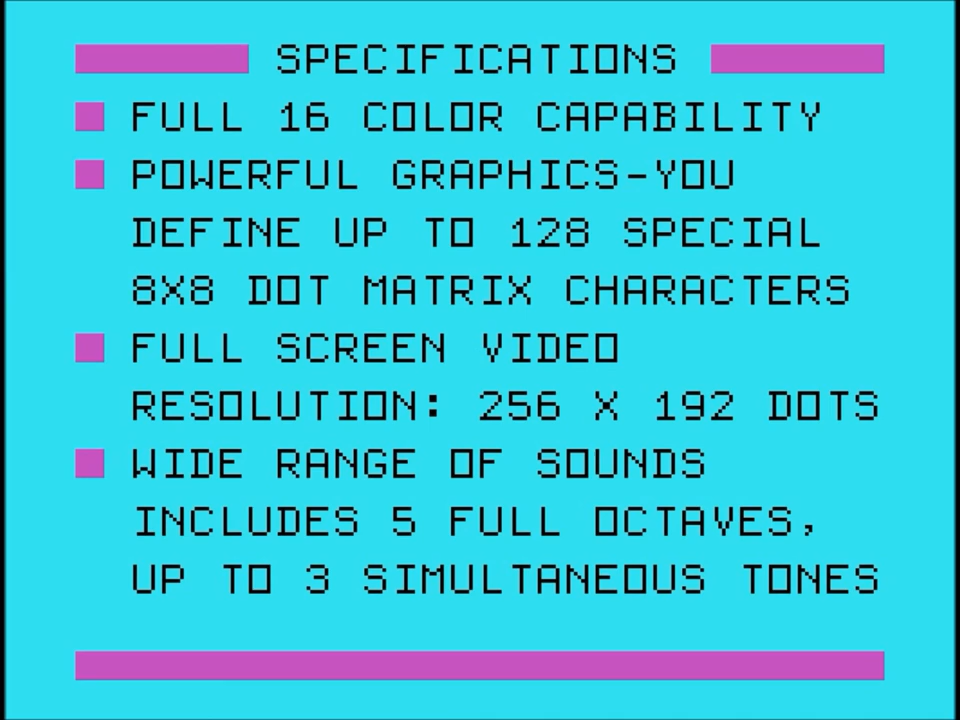 SPECIFICATIONS
FULL 16 COLOR CAPABILITY
POWERFUL GRAPHICS-YOU
DEFINE UP TO 128 SPECIAL
8X8 DOT MATRIX CHARACTERS
FULL SCREEN VIDEO
RESOLUTION: 256 X 192 DOTS
WIDE RANGE OF SOUNDS
INCLUDES 5 FULL OCTAVES,
UP TO 3 SIMULTANEOUS TONES